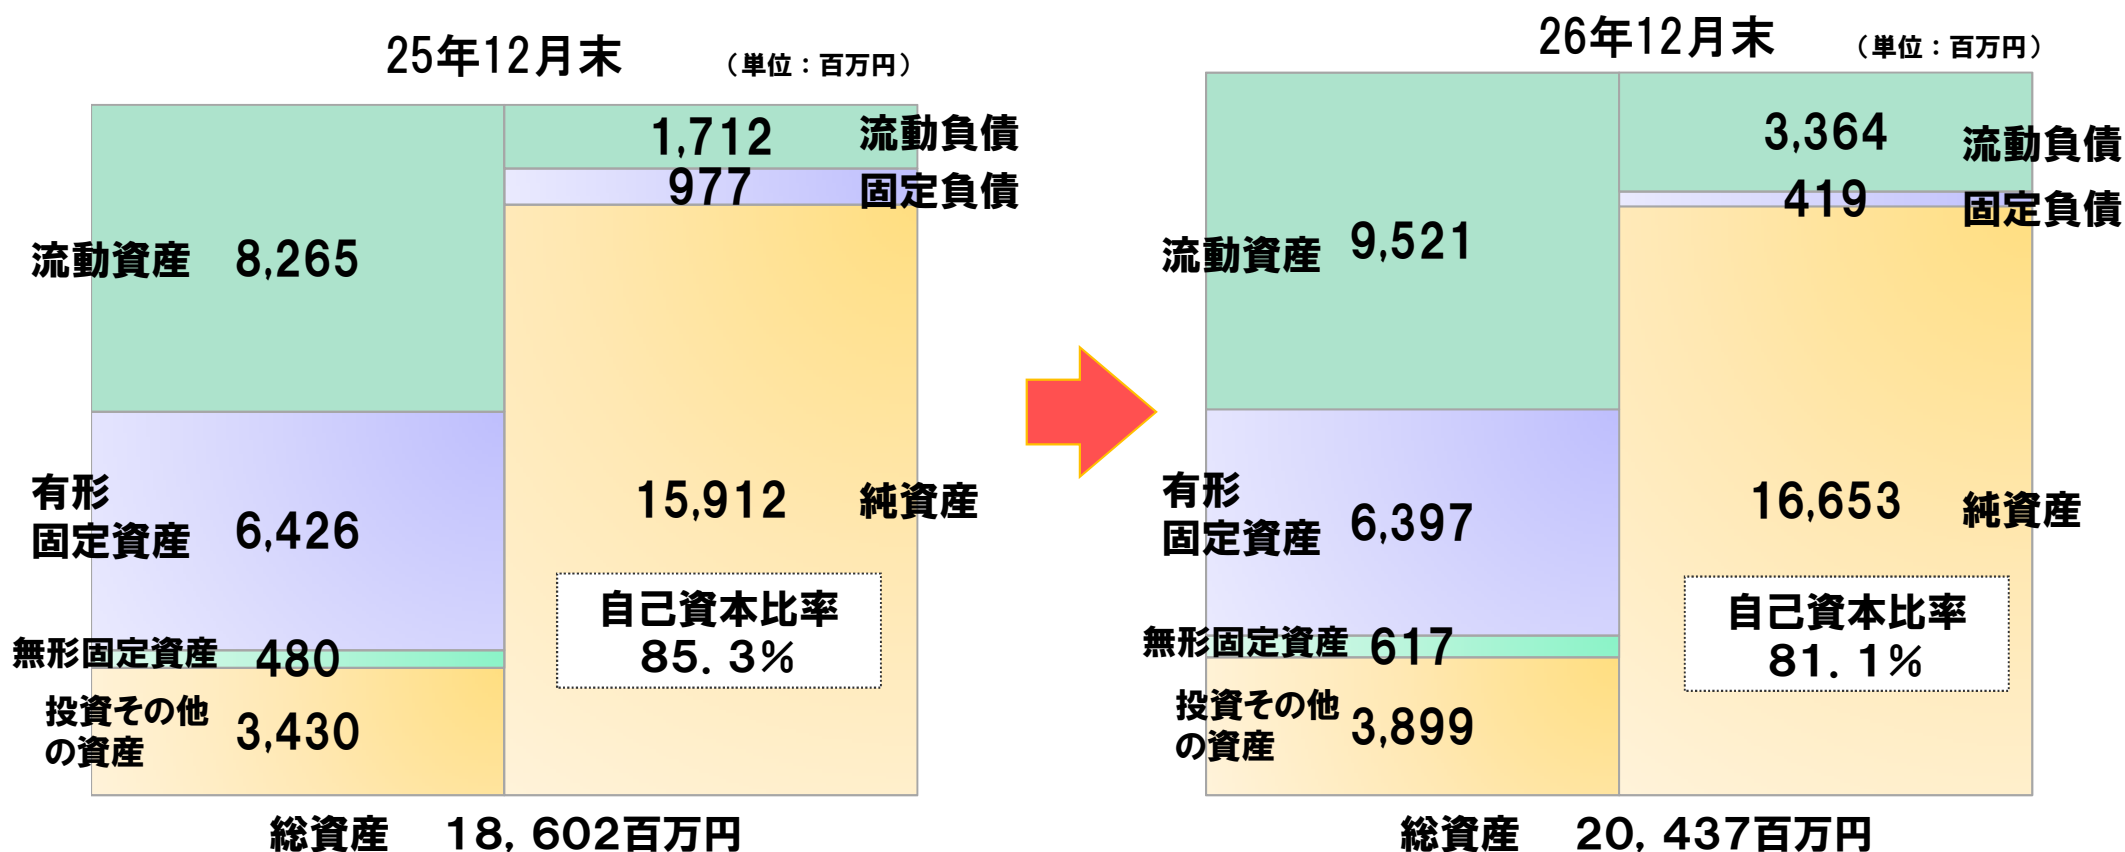 25年12月末
（単位：百万円）
1,712
流動負債
977
固定負債
流動資産
8,265
有形
固定資産
6,426
15,912
純資産
自己資本比率
85.3%
無形固定資産
480
投資その他
の資産
3,430
総資産 18,602百万円
26年12月末
（単位：百万円）
3,364
流動負債
419
固定負債
流動資産
9,521
有形
固定資産
6,397
16,653
純資産
自己資本比率
81.1%
無形固定資産
617
投資その他
の資産
3,899
総資産 20,437百万円